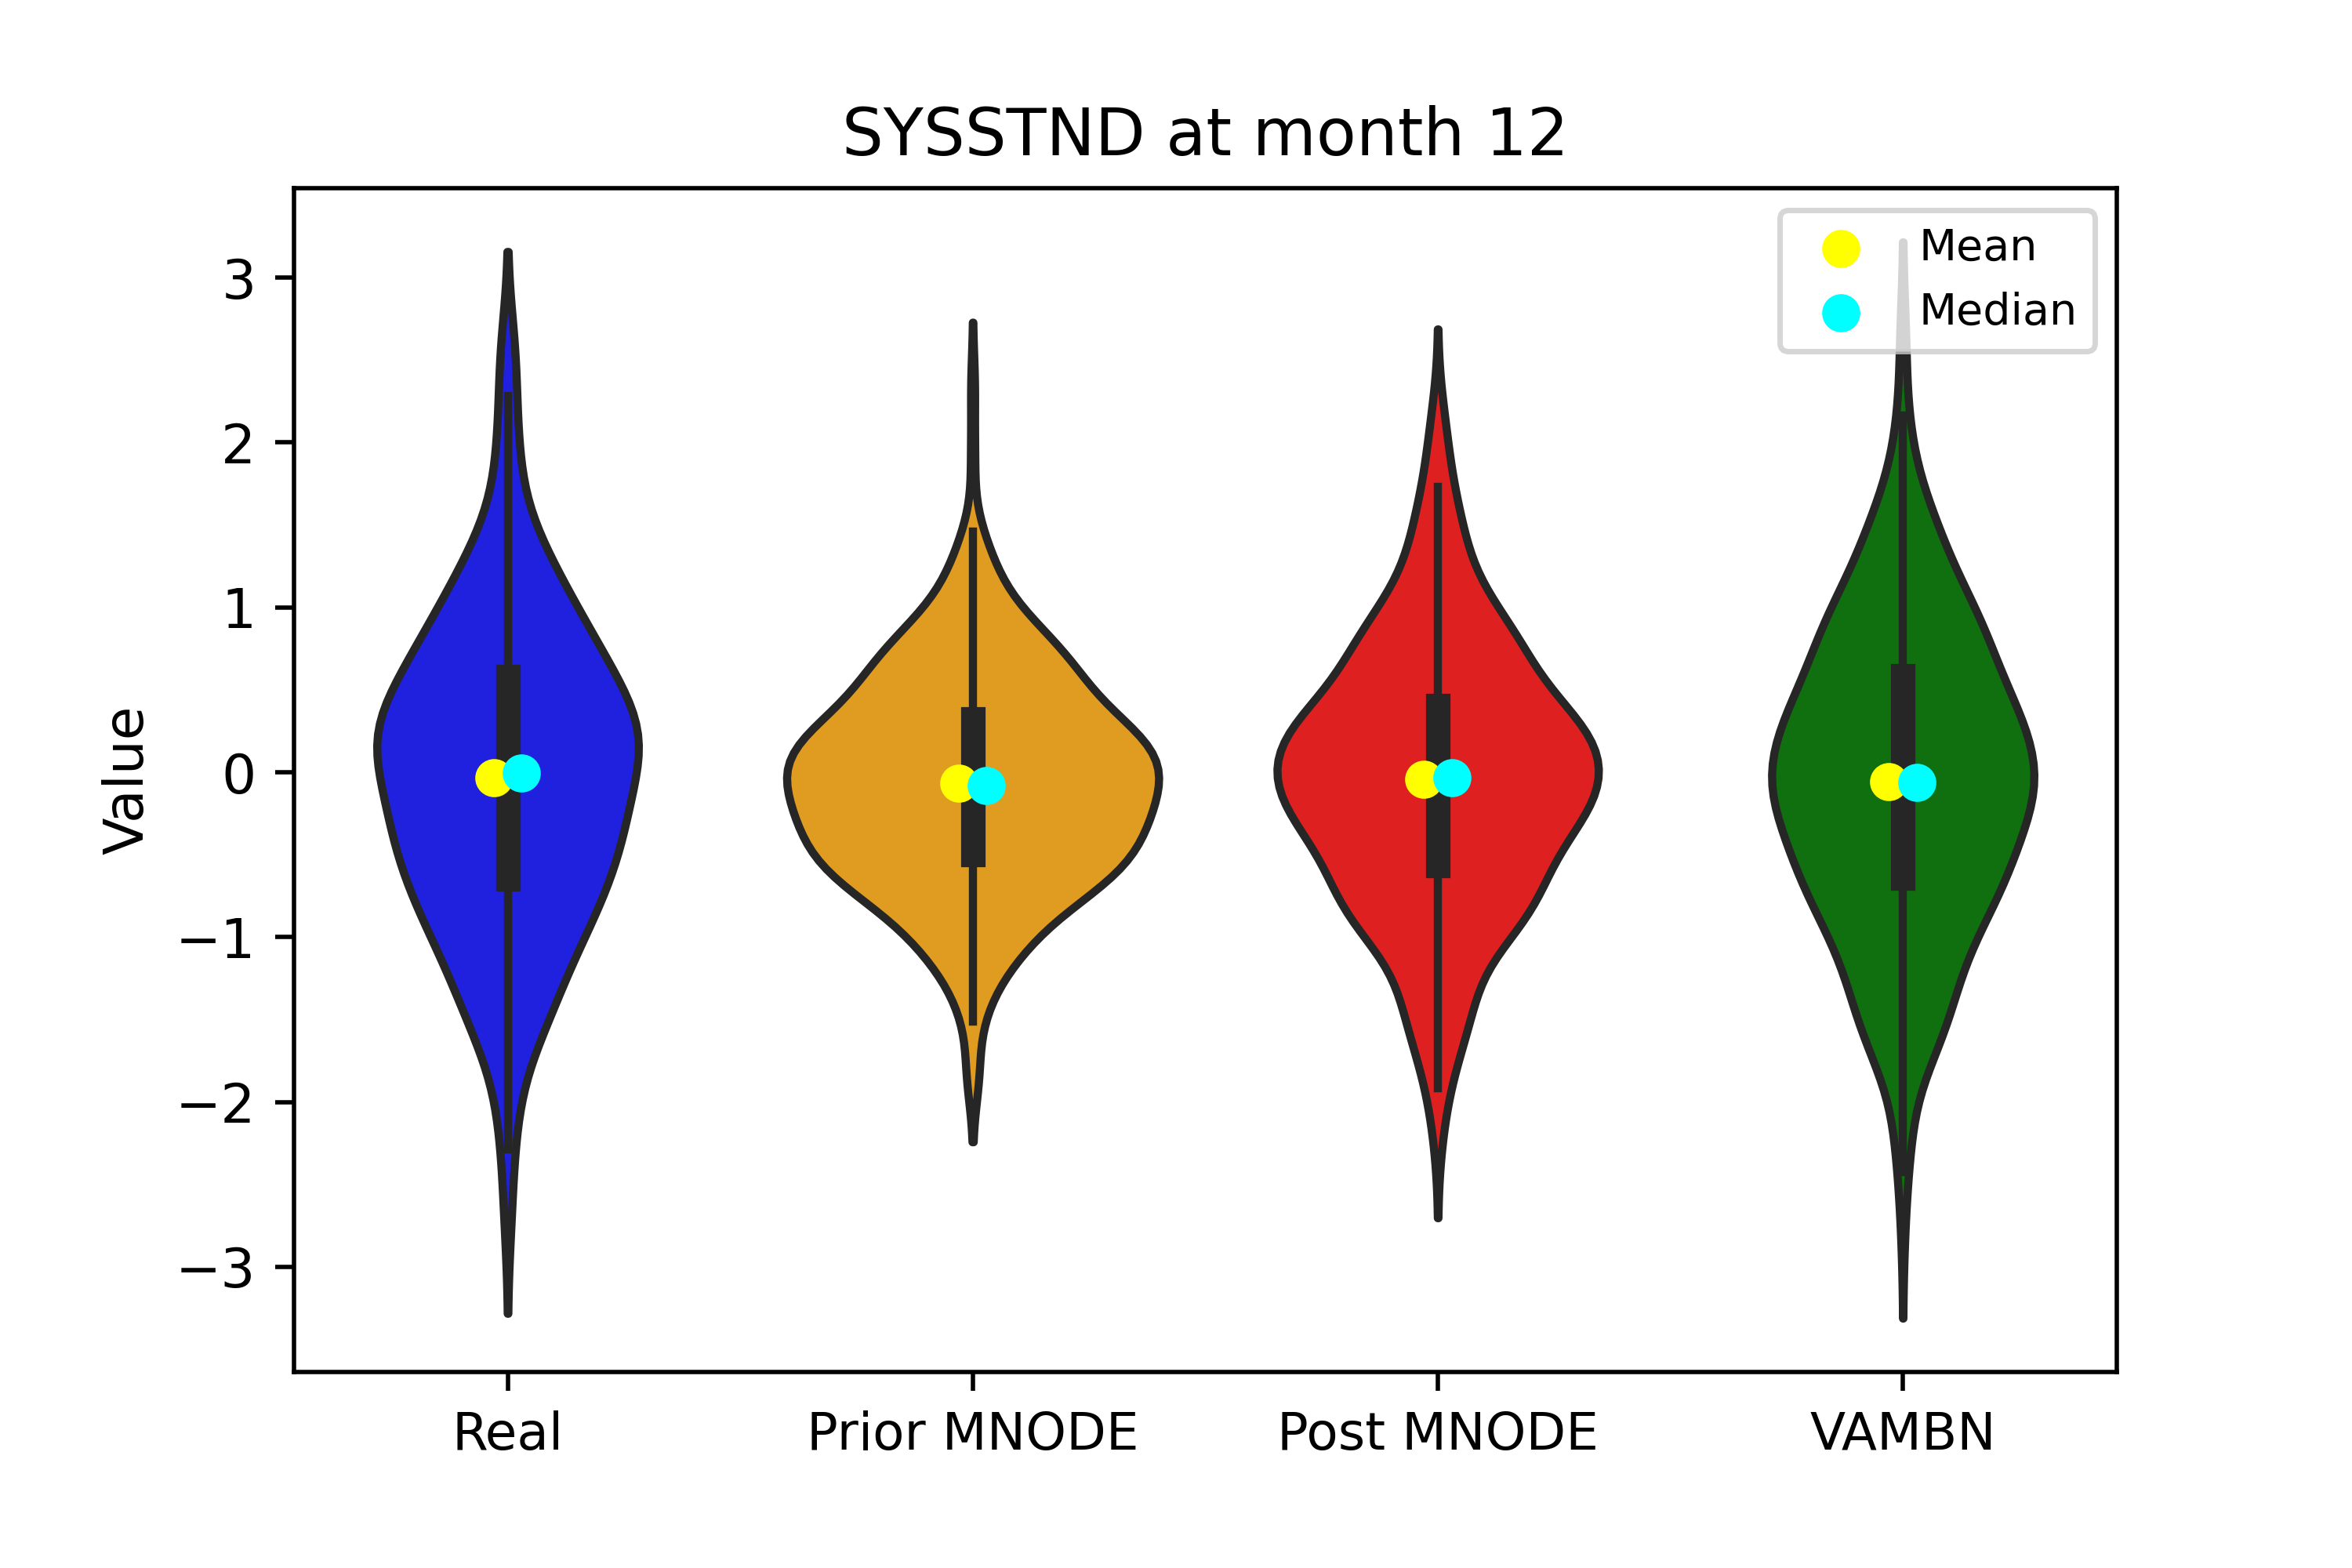 SYSSTND at month 12
Mean
Median
Value
3
2
1
0
−1
−2
−3
Real
Prior MNODE
Post MNODE
VAMBN